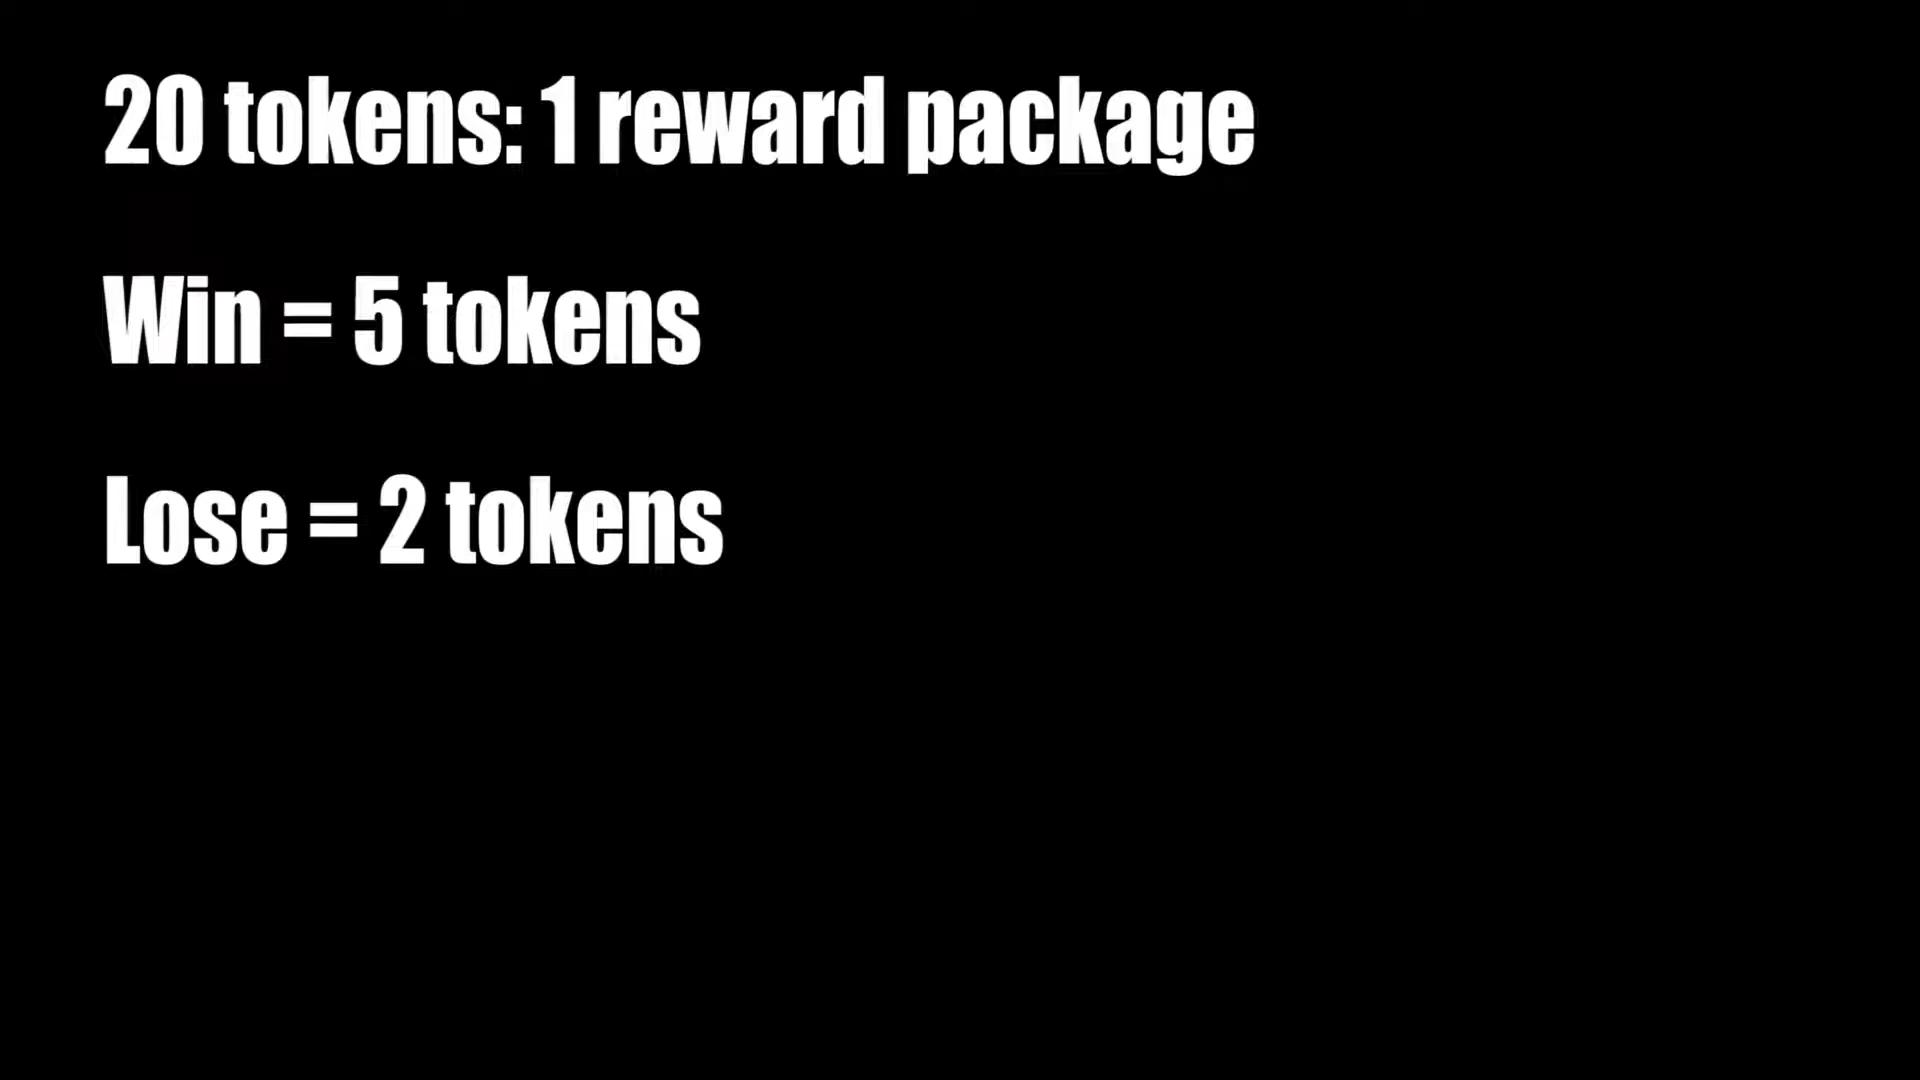 20 tokens: 1 reward package
Win = 5 tokens
Lose = 2 tokens